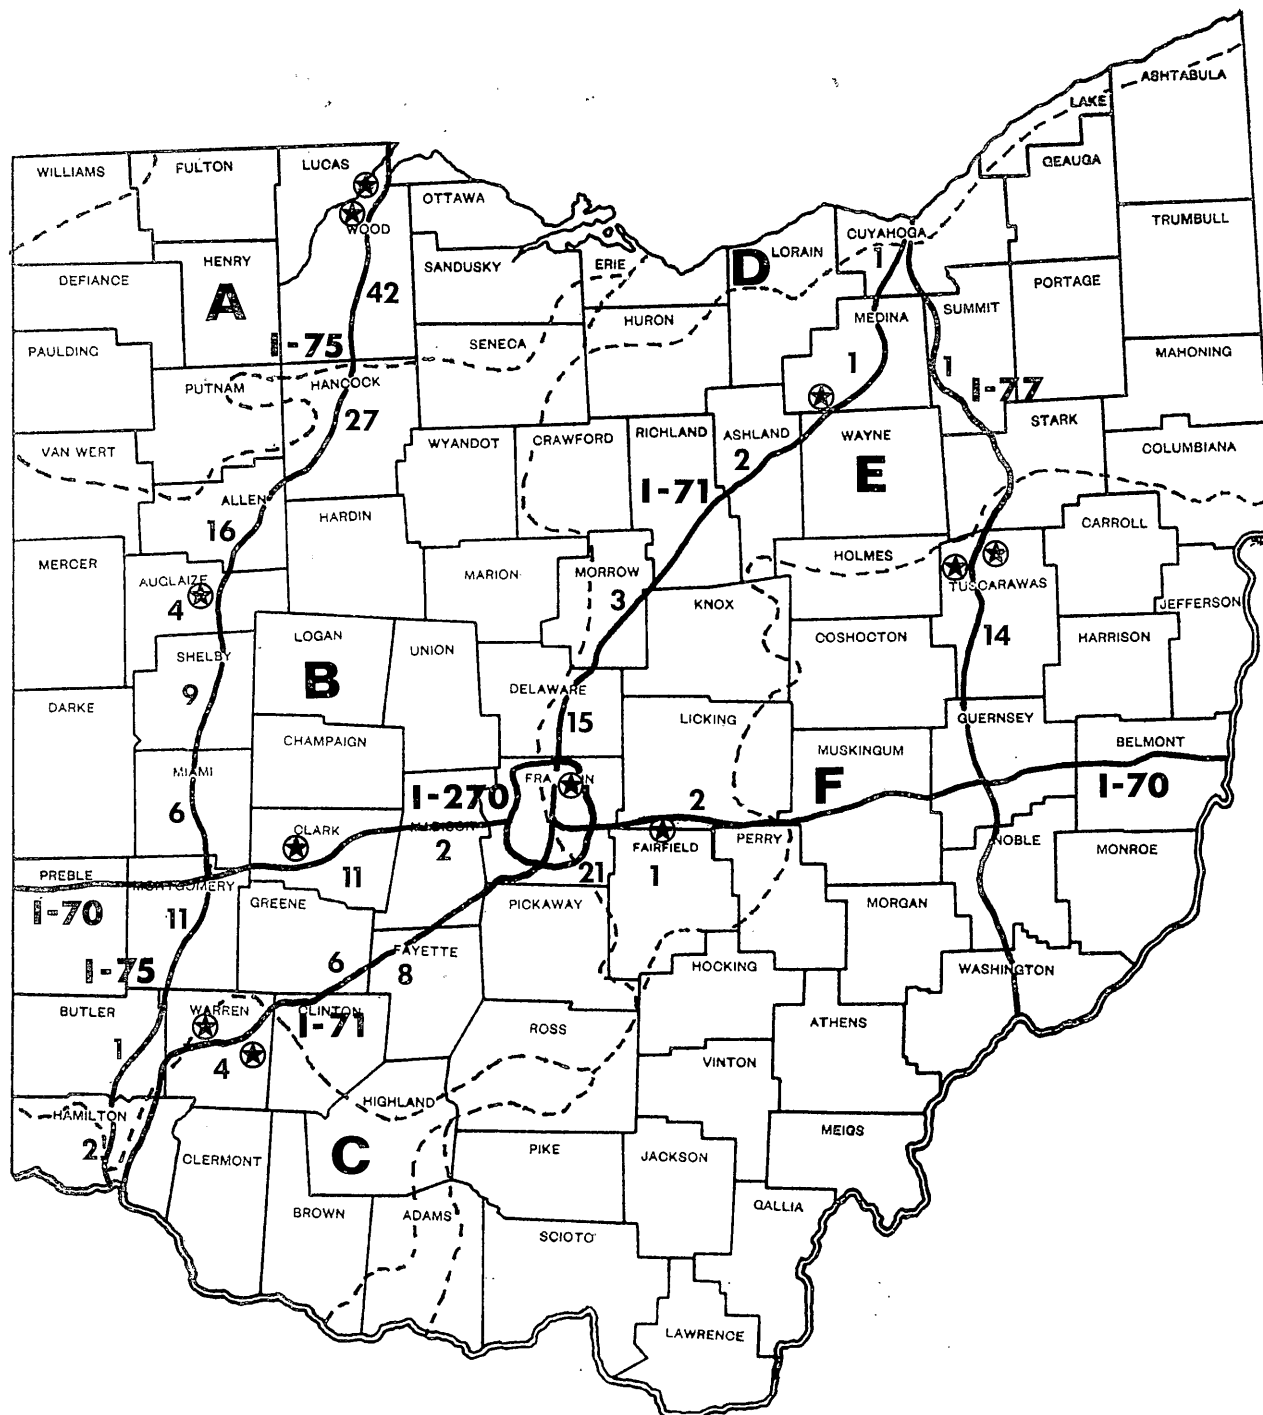 ASHTABULA
LAKE
GEAUGA
WILLIAMS
FULTON
LUCAS
OTTAWA
WOOD
TRUMBULL
CUYAHOGA
LORAIN
D
1
HENRY
DEFIANCE
SANDUSKY
ERIE
PORTAGE
A
42
SUMMIT
HURON
MEDINA
I-75
SENECA
PAULDING
MAHONING
1
1
PUTNAM
HANCOCK
I-77
27
STARK
VAN WERT
WYANDOT
CRAWFORD
RICHLAND
ASHLAND
WAYNE
COLUMBIANA
2
E
I-71
ALLEN
HARDIN
16
CARROLL
HOLMES
MERCER
AUGLAIZE
MARION
MORROW
TUSCARAWAS
4
3
KNOX
JEFFERSON
LOGAN
COSHOCTON
HARRISON
14
UNION
SHELBY
B
9
DELAWARE
DARKE
LICKING
GUERNSEY
15
CHAMPAIGN
MUSKINGUM
BELMONT
MIAMI
FRA N
F
I-70
I-270
2
6
CLARK
MADISON
2
PERRY
NOBLE
FAIRFIELD
MONROE
PREBLE
11
21
1
MONTGOMERY
GREENE
PICKAWAY
MORGAN
I-70
11
FAYETTE
6
8
HOCKING
WASHINGTON
I-75
BUTLER
WARREN
CLINTON
I-71
ROSS
ATHENS
1
4
VINTON
HIGHLAND
HAMILTON
2
C
MEIGS
CLERMONT
PIKE
JACKSON
BROWN
ADAMS
GALLIA
SCIOTO
LAWRENCE